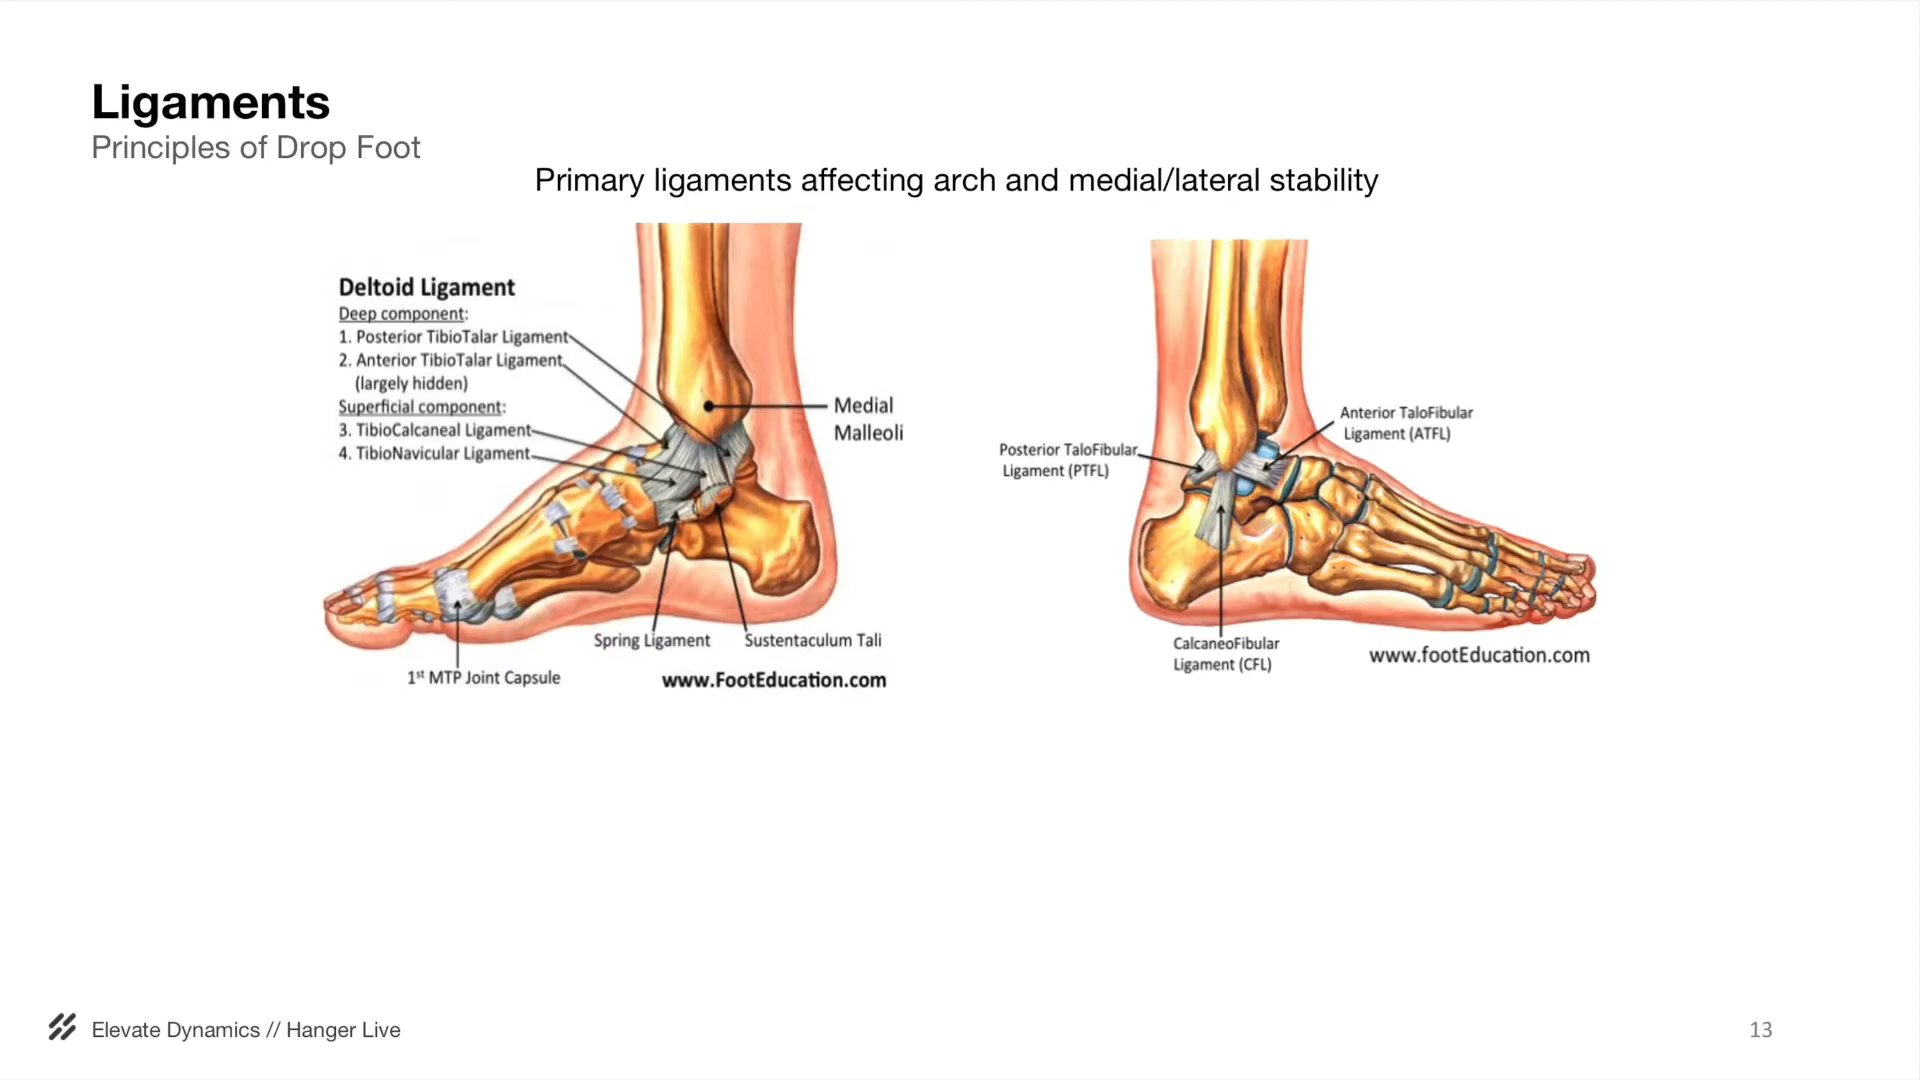 Ligaments
Principles of Drop Foot
Primary ligaments affecting arch and medial/lateral stability
Deltoid Ligament
Deep component:
1. Posterior TibioTalar Ligament
2. Anterior TibioTalar Ligament
(largely hidden)
Superficial component:
3. TibioCalcaneal Ligament
4. TibioNavicular Ligament
Medial
Malleoli
Spring Ligament
Sustentaculum Tali
1st MTP Joint Capsule
www.FootEducation.com
Anterior TaloFibular
Ligament (ATFL)
Posterior TaloFibular
Ligament (PTFL)
CalcaneoFibular
Ligament (CFL)
www.footEducation.com
Elevate Dynamics // Hanger Live
13